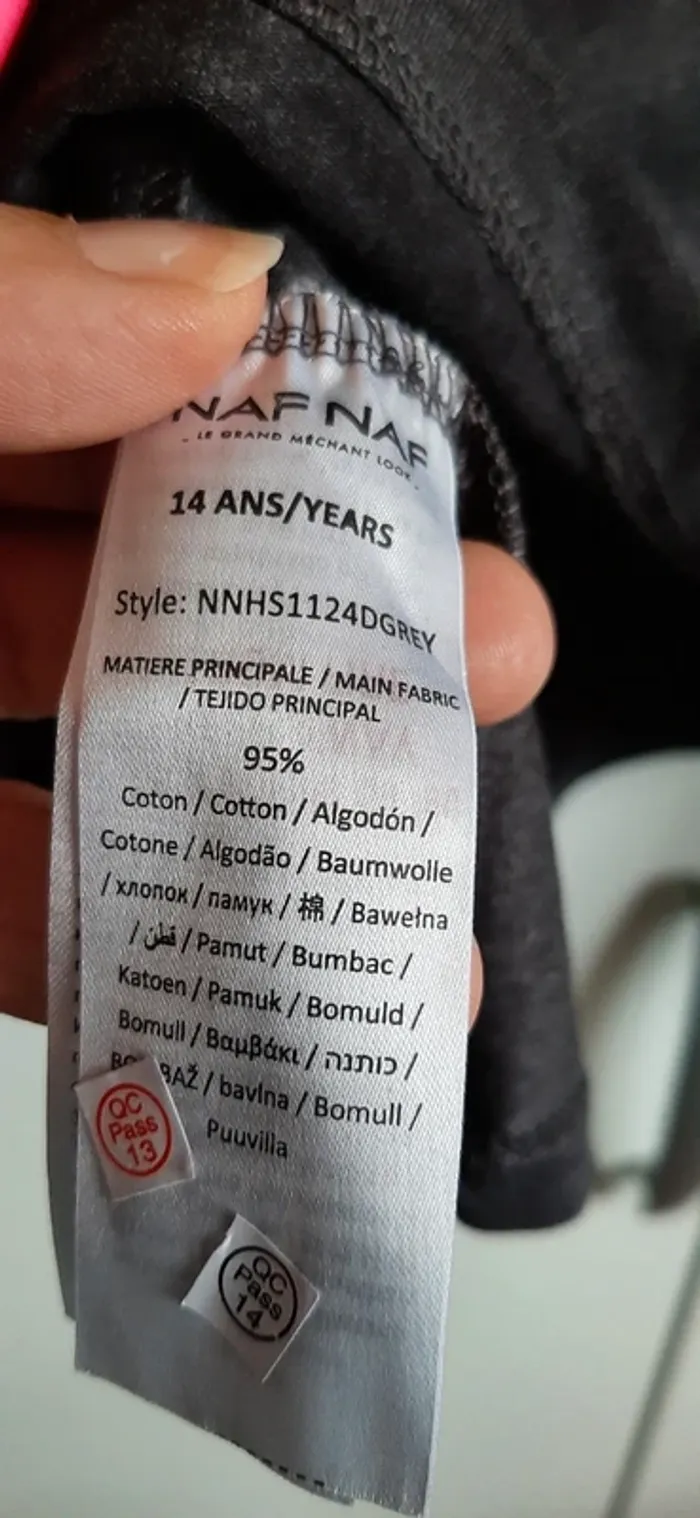 NAF NAF
- LE GRAND MÉCHANT LOOK -
14 ANS/YEARS
Style: NNHS1124DGREY
MATIERE PRINCIPALE / MAIN FABRIC
/ TEJIDO PRINCIPAL
95%
Coton / Cotton / Algodón /
Cotone / Algodão / Baumwolle
/ хлопок / памук / 棉 / Bawełna
/ قطن / Pamut / Bumbac /
Katoen / Pamuk / Bomuld /
Bomull / Βαμβάκι / כותנה /
/ bavlna / Bomull /
Puuvilla
QC
Pass
13
QC
Pass
14